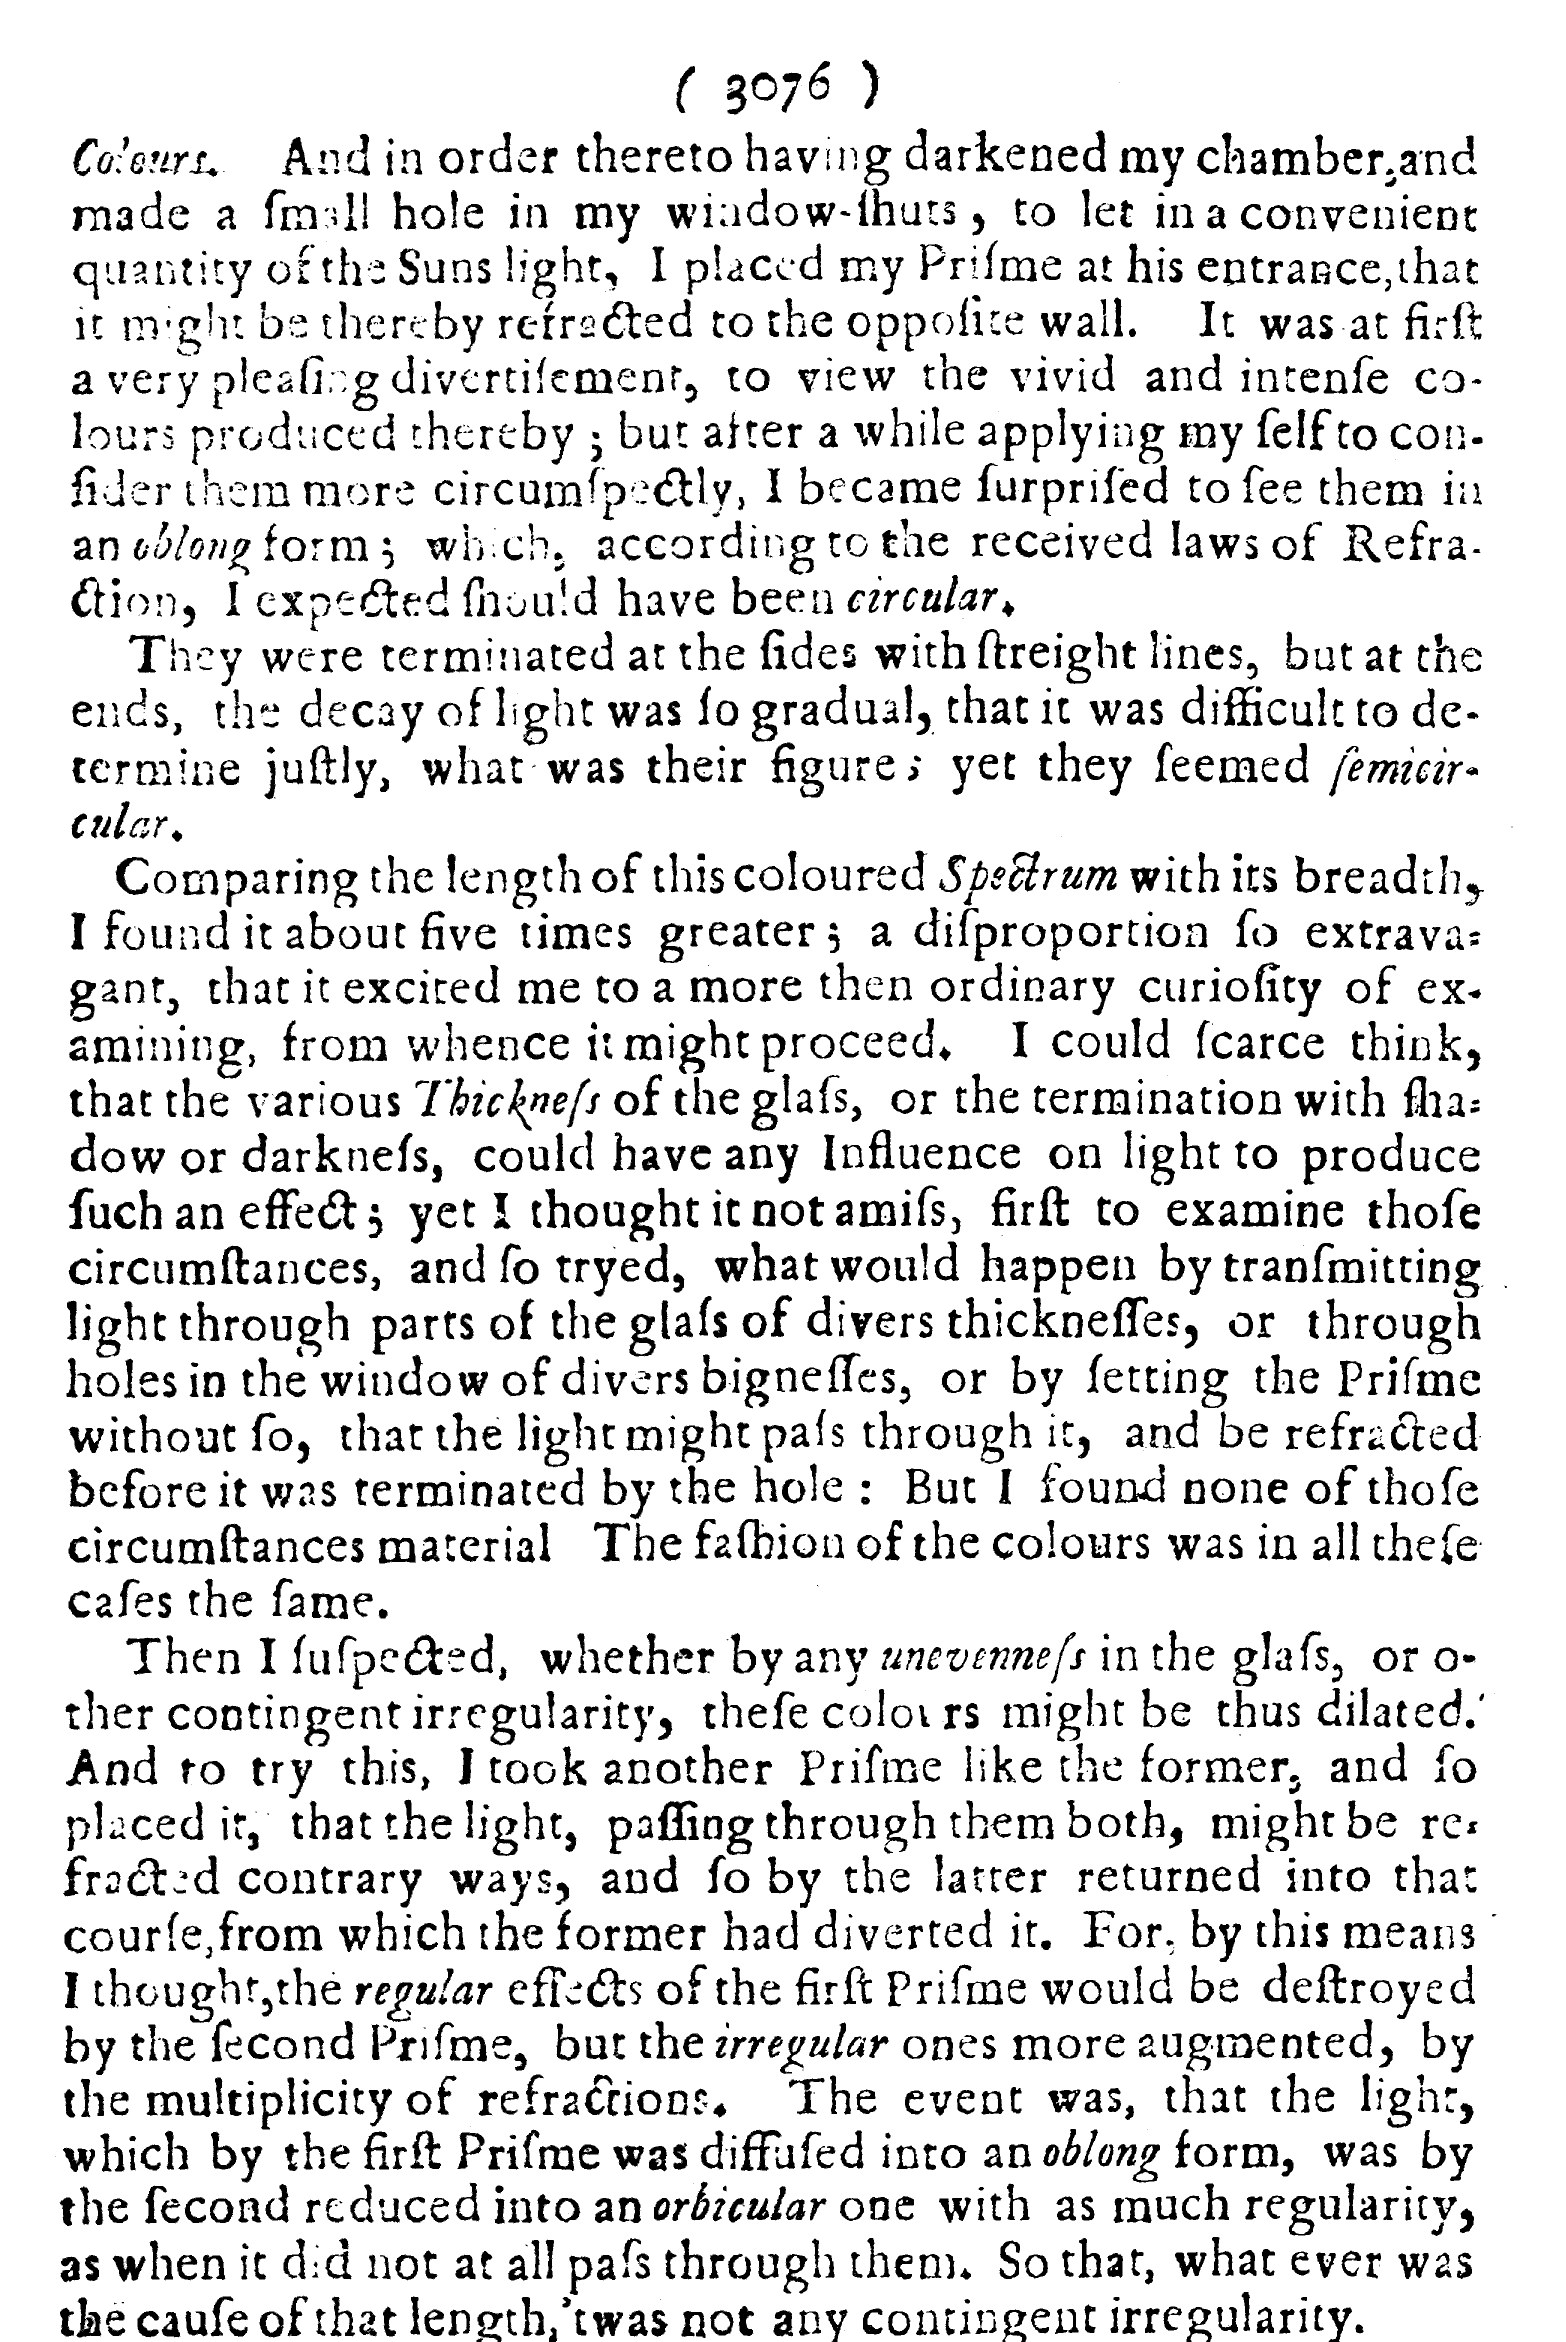 ( 3076 )
Colours. And in order thereto having darkened my chamber, and
made a ſmall hole in my window-ſhuts, to let in a convenient
quantity of the Suns light, I placed my Priſme at his entrance, that
it might be thereby refracted to the oppoſite wall. It was at firſt
a very pleaſing divertiſement, to view the vivid and intenſe co-
lours produced thereby; but after a while applying my ſelf to con-
ſider them more circumſpectly, I became ſurpriſed to ſee them in
an oblong form; which, according to the received laws of Refra-
ction, I expected ſhould have been circular.
They were terminated at the ſides with ſtreight lines, but at the
ends, the decay of light was ſo gradual, that it was difficult to de-
termine juſtly, what was their figure; yet they ſeemed ſemicir-
cular.
Comparing the length of this coloured Spectrum with its breadth,
I found it about five times greater; a diſproportion ſo extrava-
gant, that it excited me to a more then ordinary curioſity of ex-
amining, from whence it might proceed. I could ſcarce think,
that the various Thickneſs of the glaſs, or the termination with ſha-
dow or darkneſs, could have any Influence on light to produce
ſuch an effect; yet I thought it not amiſs, firſt to examine thoſe
circumſtances, and ſo tryed, what would happen by tranſmitting
light through parts of the glaſs of divers thickneſſes, or through
holes in the window of divers bigneſſes, or by ſetting the Priſme
without ſo, that the light might paſs through it, and be refracted
before it was terminated by the hole: But I found none of thoſe
circumſtances material The faſhion of the colours was in all theſe
caſes the ſame.
Then I ſuſpected, whether by any unevenneſs in the glaſs, or o-
ther contingent irregularity, theſe colours might be thus dilated.
And to try this, I took another Priſme like the former, and ſo
placed it, that the light, paſſing through them both, might be re-
fracted contrary ways, and ſo by the latter returned into that
courſe, from which the former had diverted it. For, by this means
I thought, the regular effects of the firſt Priſme would be deſtroyed
by the ſecond Priſme, but the irregular ones more augmented, by
the multiplicity of refractions. The event was, that the light,
which by the firſt Priſme was diffuſed into an oblong form, was by
the ſecond reduced into an orbicular one with as much regularity,
as when it did not at all paſs through them. So that, what ever was
the cauſe of that length, 'twas not any contingent irregularity.